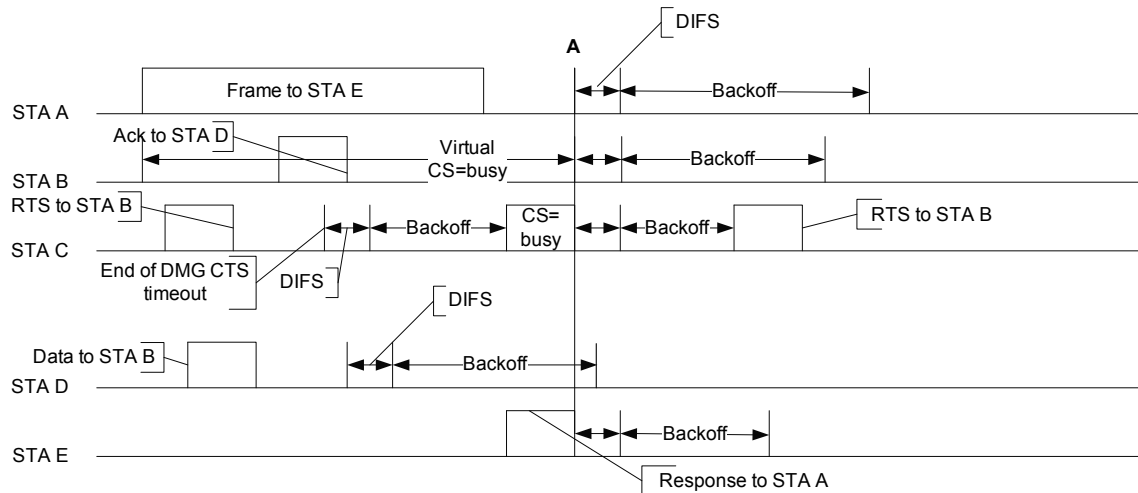 DIFS
A
Frame to STA E
Backoff
STA A
Ack to STA D
Virtual
CS=busy
Backoff
STA B
RTS to STA B
Backoff
CS=
busy
Backoff
RTS to STA B
STA C
End of DMG CTS
timeout
DIFS
DIFS
Data to STA B
Backoff
STA D
Backoff
STA E
Response to STA A